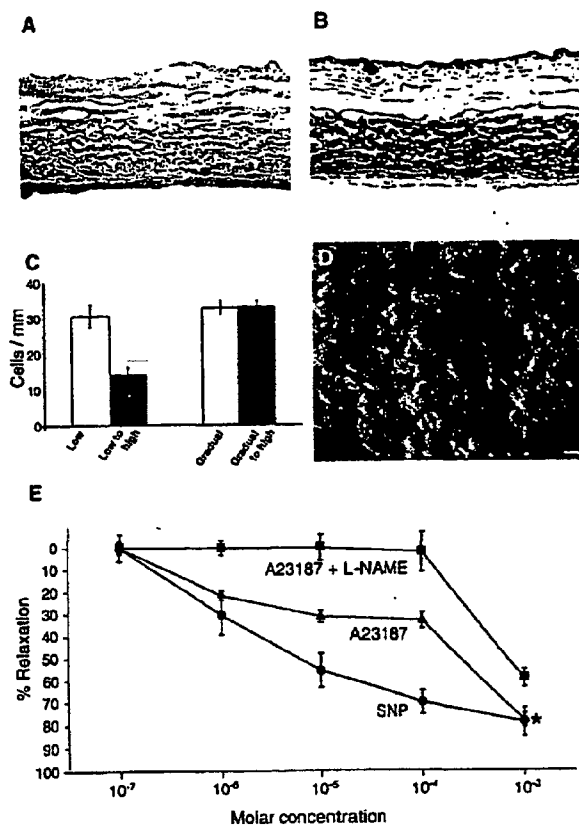 A
B
C
D
Cells / mm
40
30
20
10
0
Low
Low to
high
Gradual
Gradual
to high
E
% Relaxation
0
10
20
30
40
50
60
70
80
90
100
A23187 + L-NAME
A23187
SNP
*
10⁻⁷
10⁻⁶
10⁻⁵
10⁻⁴
10⁻³
Molar concentration